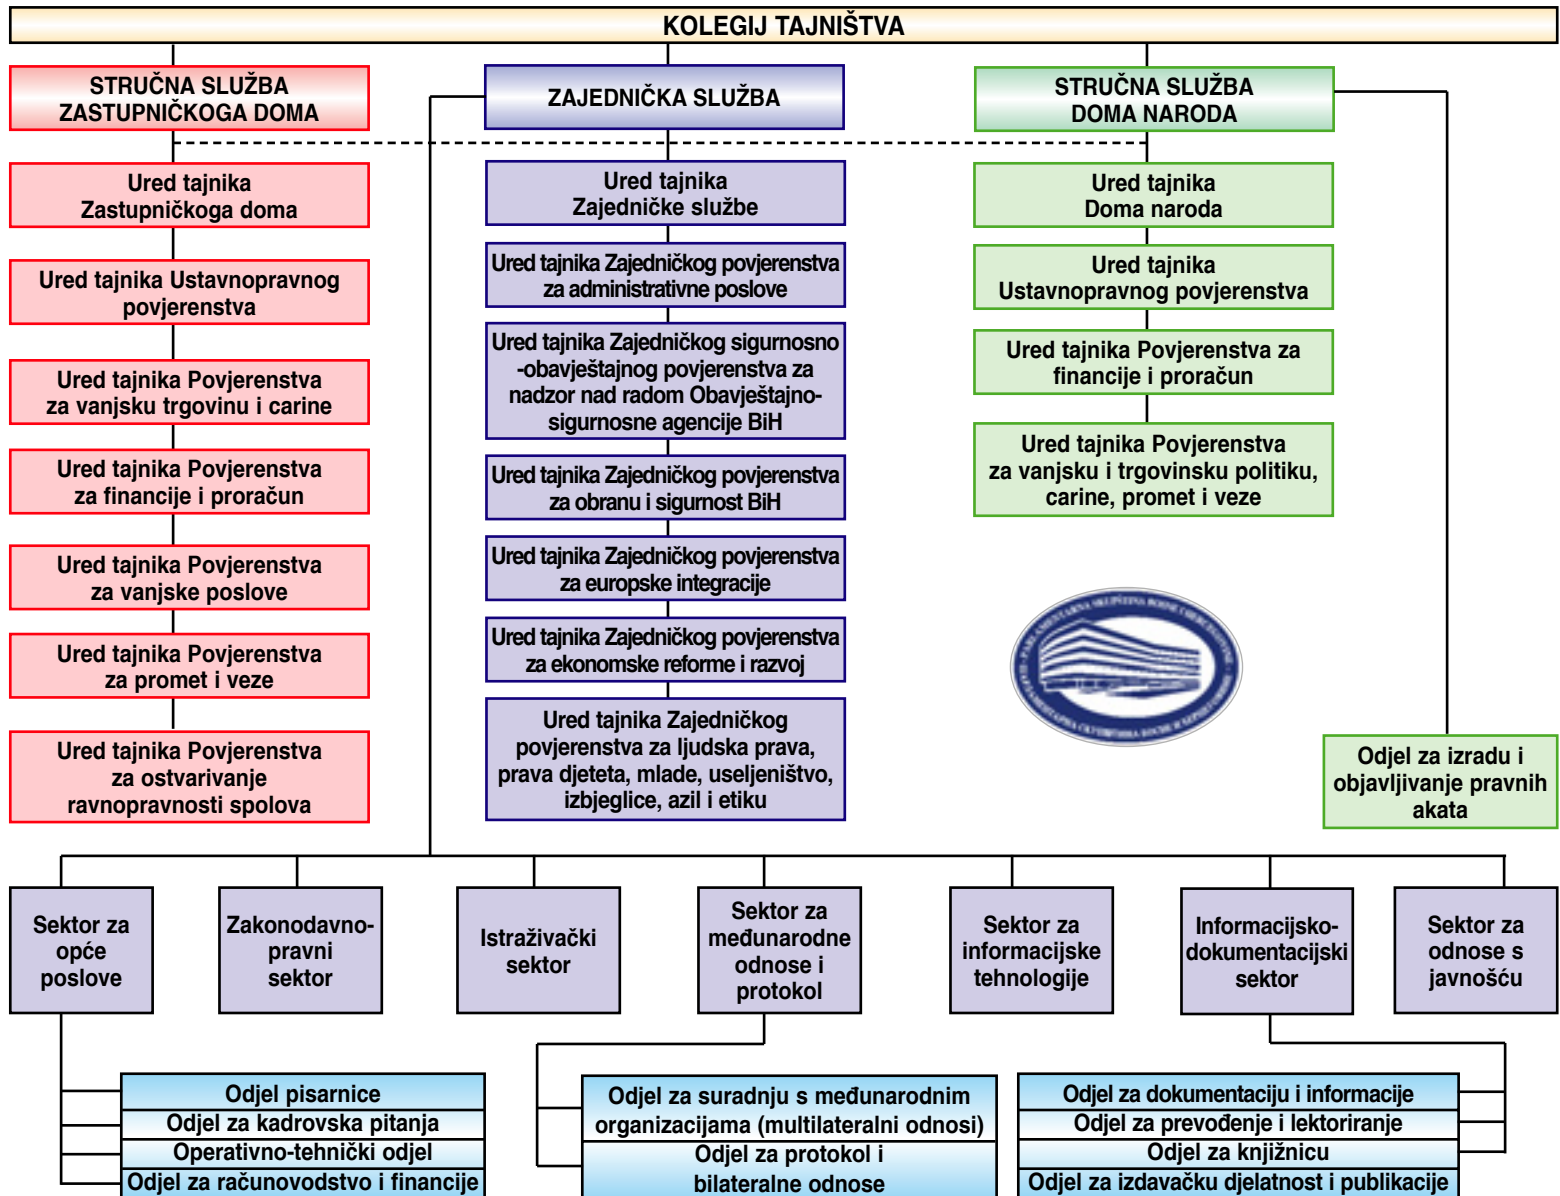 KOLEGIJ TAJNIŠTVA
STRUČNA SLUŽBA
ZASTUPNIČKOGA DOMA
ZAJEDNIČKA SLUŽBA
STRUČNA SLUŽBA
DOMA NARODA
Ured tajnika
Zastupničkoga doma
Ured tajnika Ustavnopravnog
povjerenstva
Ured tajnika Povjerenstva
za vanjsku trgovinu i carine
Ured tajnika Povjerenstva
za financije i proračun
Ured tajnika Povjerenstva
za vanjske poslove
Ured tajnika Povjerenstva
za promet i veze
Ured tajnika Povjerenstva
za ostvarivanje
ravnopravnosti spolova
Ured tajnika
Zajedničke službe
Ured tajnika Zajedničkog povjerenstva
za administrativne poslove
Ured tajnika Zajedničkog sigurnosno
-obavještajnog povjerenstva za
nadzor nad radom Obavještajno-
sigurnosne agencije BiH
Ured tajnika Zajedničkog povjerenstva
za obranu i sigurnost BiH
Ured tajnika Zajedničkog povjerenstva
za europske integracije
Ured tajnika Zajedničkog povjerenstva
za ekonomske reforme i razvoj
Ured tajnika Zajedničkog
povjerenstva za ljudska prava,
prava djeteta, mlade, useljeništvo,
izbjeglice, azil i etiku
Ured tajnika
Doma naroda
Ured tajnika
Ustavnopravnog povjerenstva
Ured tajnika Povjerenstva za
financije i proračun
Ured tajnika Povjerenstva
za vanjsku i trgovinsku politiku,
carine, promet i veze
Odjel za izradu i
objavljivanje pravnih
akata
Sektor za
opće
poslove
Zakonodavno-
pravni
sektor
Istraživački
sektor
Sektor za
međunarodne
odnose i
protokol
Sektor za
informacijske
tehnologije
Informacijsko-
dokumentacijski
sektor
Sektor za
odnose s
javnošću
Odjel pisarnice
Odjel za kadrovska pitanja
Operativno-tehnički odjel
Odjel za računovodstvo i financije
Odjel za suradnju s međunarodnim
organizacijama (multilateralni odnosi)
Odjel za protokol i
bilateralne odnose
Odjel za dokumentaciju i informacije
Odjel za prevođenje i lektoriranje
Odjel za knjižnicu
Odjel za izdavačku djelatnost i publikacije